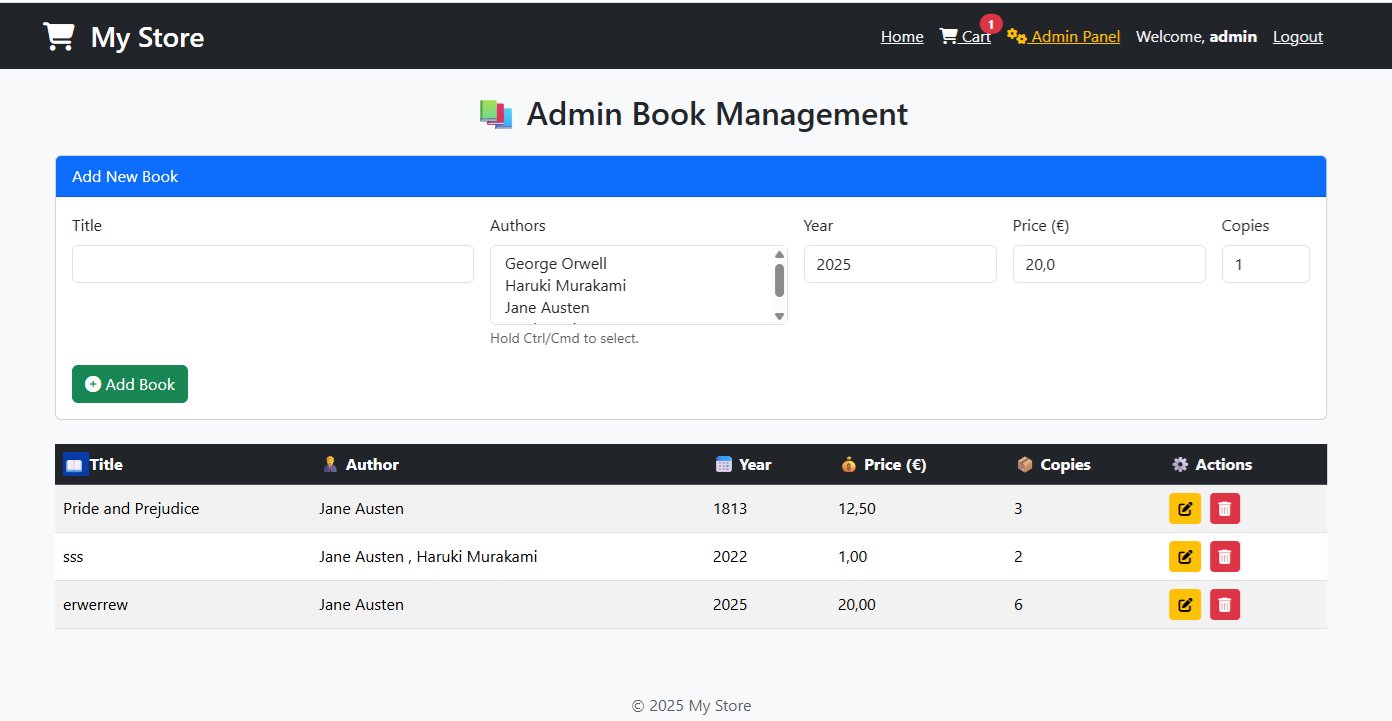 My Store
Home Cart 1 Admin Panel Welcome, admin Logout
Admin Book Management
Add New Book
Title Authors Year Price (€) Copies
George Orwell 2025 20,0 1
Haruki Murakami
Jane Austen
Hold Ctrl/Cmd to select.
Add Book
Title Author Year Price (€) Copies Actions
Pride and Prejudice Jane Austen 1813 12,50 3
sss Jane Austen , Haruki Murakami 2022 1,00 2
erwerrew Jane Austen 2025 20,00 6
© 2025 My Store